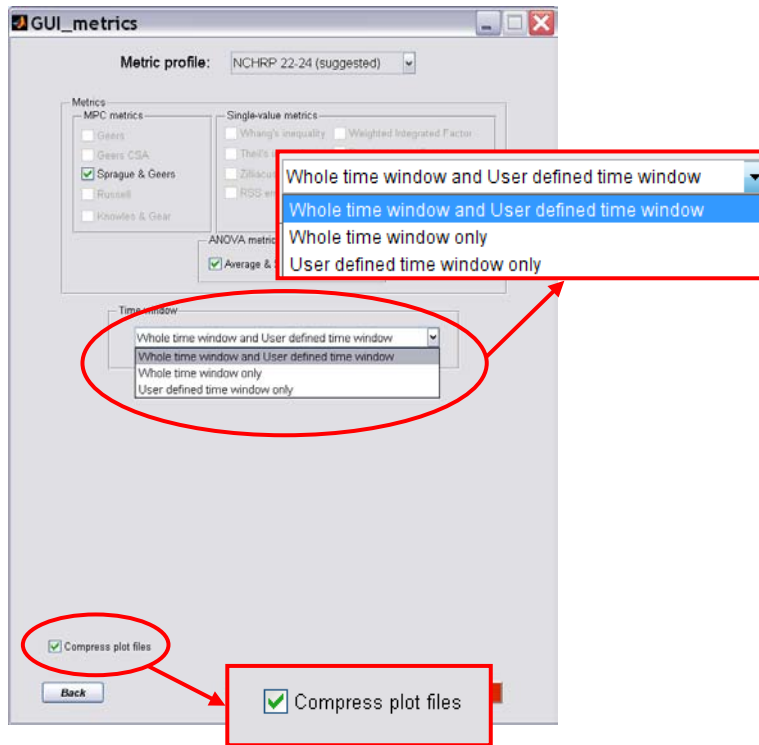 GUI_metrics
Metric profile: NCHRP 22-24 (suggested)
Metrics
MPC metrics
Single-value metrics
Geers
Whang's inequality
Weighted Integrated Factor
Geers CSA
Theil's
Sprague & Geers
Zilliacus
Russell
RSS
Knowles & Gear
ANOVA metric
Average &
Whole time window and User defined time window
Whole time window and User defined time window
Whole time window only
User defined time window only
Time window
Whole time window and User defined time window
Whole time window and User defined time window
Whole time window only
User defined time window only
Compress plot files
Back
Compress plot files